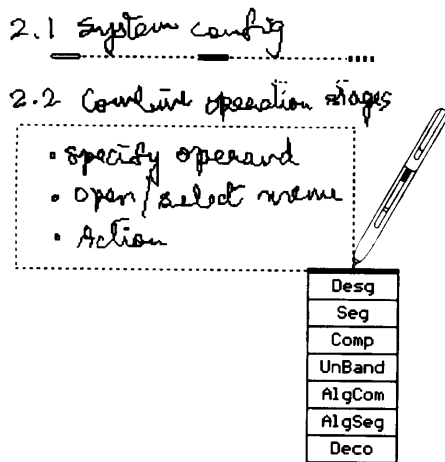 2.1 System config
2.2 Combine operation stages
• specify operand
• open/select menu
• Action
Desg
Seg
Comp
UnBand
AlgCom
AlgSeg
Deco